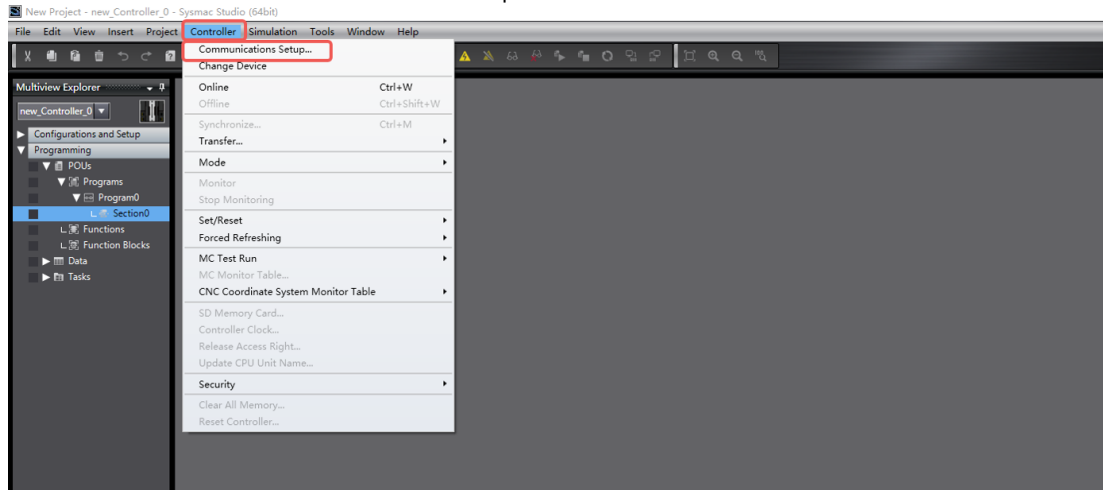 New Project - new_Controller_0 - Sysmac Studio (64bit)
File Edit View Insert Project Controller Simulation Tools Window Help
Communications Setup...
Change Device
Multiview Explorer
Online Ctrl+W
new_Controller_0
Offline Ctrl+Shift+W
Synchronize... Ctrl+M
Configurations and Setup
Transfer...
Programming
Mode
POUs
Programs
Monitor
Program0
Stop Monitoring
Section0
Set/Reset
Functions
Forced Refreshing
Function Blocks
Data
MC Test Run
Tasks
MC Monitor Table...
CNC Coordinate System Monitor Table
SD Memory Card...
Controller Clock...
Release Access Right...
Update CPU Unit Name...
Security
Clear All Memory...
Reset Controller...